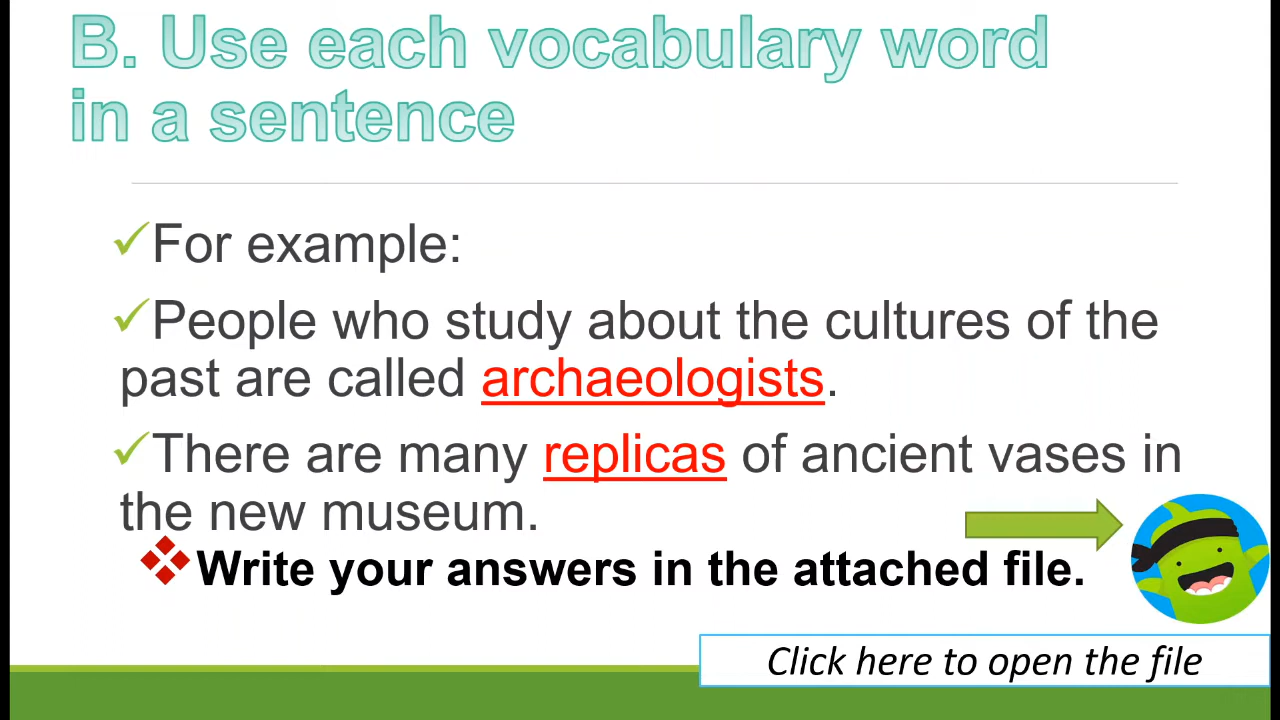 B. Use each vocabulary word
in a sentence
For example:
People who study about the cultures of the
past are called archaeologists.
There are many replicas of ancient vases in
the new museum.
Write your answers in the attached file.
Click here to open the file